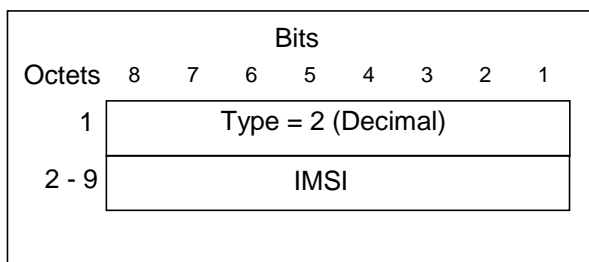 Bits
Octets 8 7 6 5 4 3 2 1
1 Type = 2 (Decimal)
2 - 9 IMSI